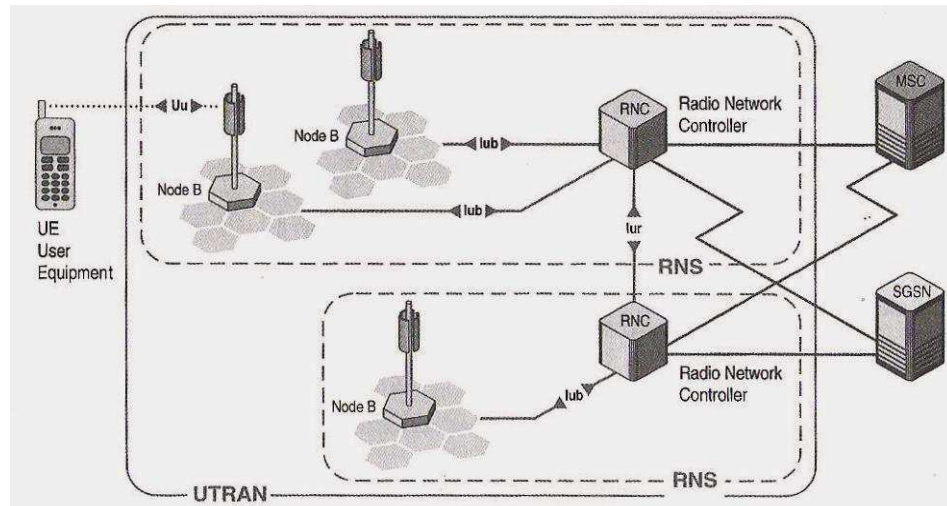 MSC
RNC
Radio Network
Controller
Uu
Node B
Iub
Node B
Iub
UE
User
Equipment
Iur
RNS
SGSN
RNC
Radio Network
Controller
Node B
Iub
RNS
UTRAN